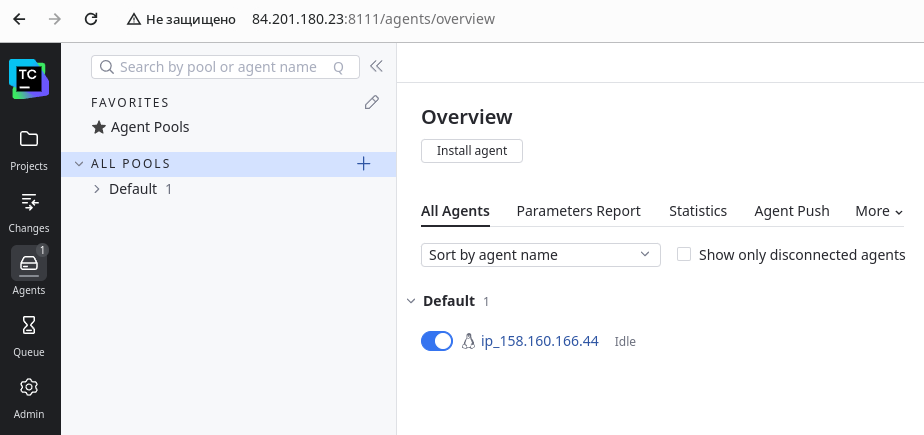 Не защищено 84.201.180.23:8111/agents/overview
TC
Projects
Changes
1
Agents
Queue
Admin
Search by pool or agent name Q
FAVORITES
Agent Pools
ALL POOLS
Default 1
Overview
Install agent
All Agents Parameters Report Statistics Agent Push More
Sort by agent name Show only disconnected agents
Default 1
ip_158.160.166.44 Idle